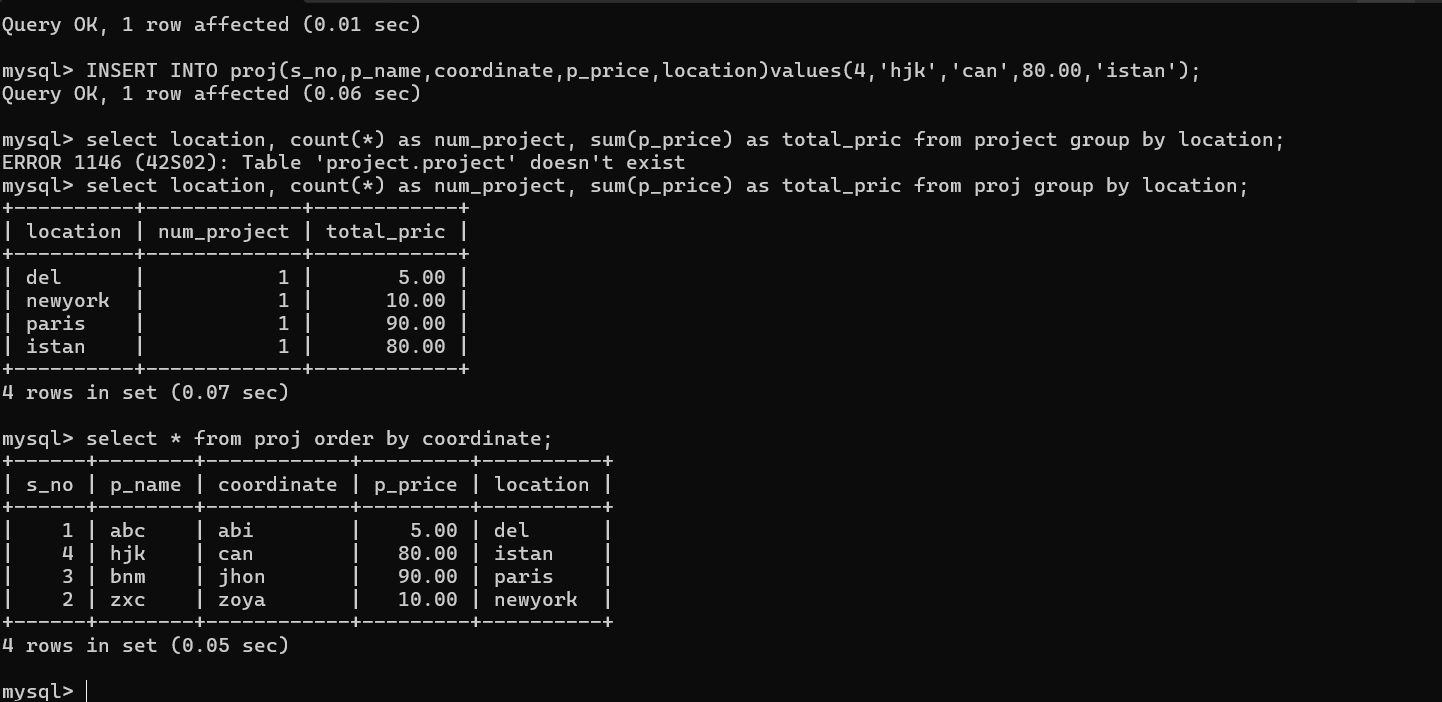 Query OK, 1 row affected (0.01 sec)
mysql> INSERT INTO proj(s_no,p_name,coordinate,p_price,location)values(4,'hjk','can',80.00,'istan');
Query OK, 1 row affected (0.06 sec)
mysql> select location, count(*) as num_project, sum(p_price) as total_pric from project group by location;
ERROR 1146 (42S02): Table 'project.project' doesn't exist
mysql> select location, count(*) as num_project, sum(p_price) as total_pric from proj group by location;
+----------+-------------+------------+
| location | num_project | total_pric |
+----------+-------------+------------+
| del      |           1 |       5.00 |
| newyork  |           1 |      10.00 |
| paris    |           1 |      90.00 |
| istan    |           1 |      80.00 |
+----------+-------------+------------+
4 rows in set (0.07 sec)
mysql> select * from proj order by coordinate;
+------+--------+------------+---------+----------+
| s_no | p_name | coordinate | p_price | location |
+------+--------+------------+---------+----------+
|    1 | abc    | abi        |    5.00 | del      |
|    4 | hjk    | can        |   80.00 | istan    |
|    3 | bnm    | jhon       |   90.00 | paris    |
|    2 | zxc    | zoya       |   10.00 | newyork  |
+------+--------+------------+---------+----------+
4 rows in set (0.05 sec)
mysql>